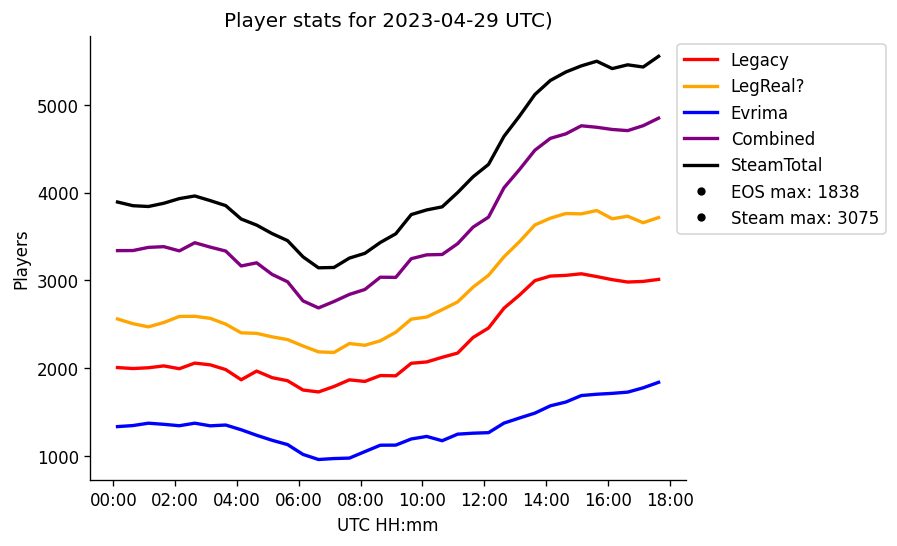 Player stats for 2023-04-29 UTC)
Legacy
LegReal?
Evrima
Combined
SteamTotal
EOS max: 1838
Steam max: 3075
Players
5000
4000
3000
2000
1000
00:00 02:00 04:00 06:00 08:00 10:00 12:00 14:00 16:00 18:00
UTC HH:mm